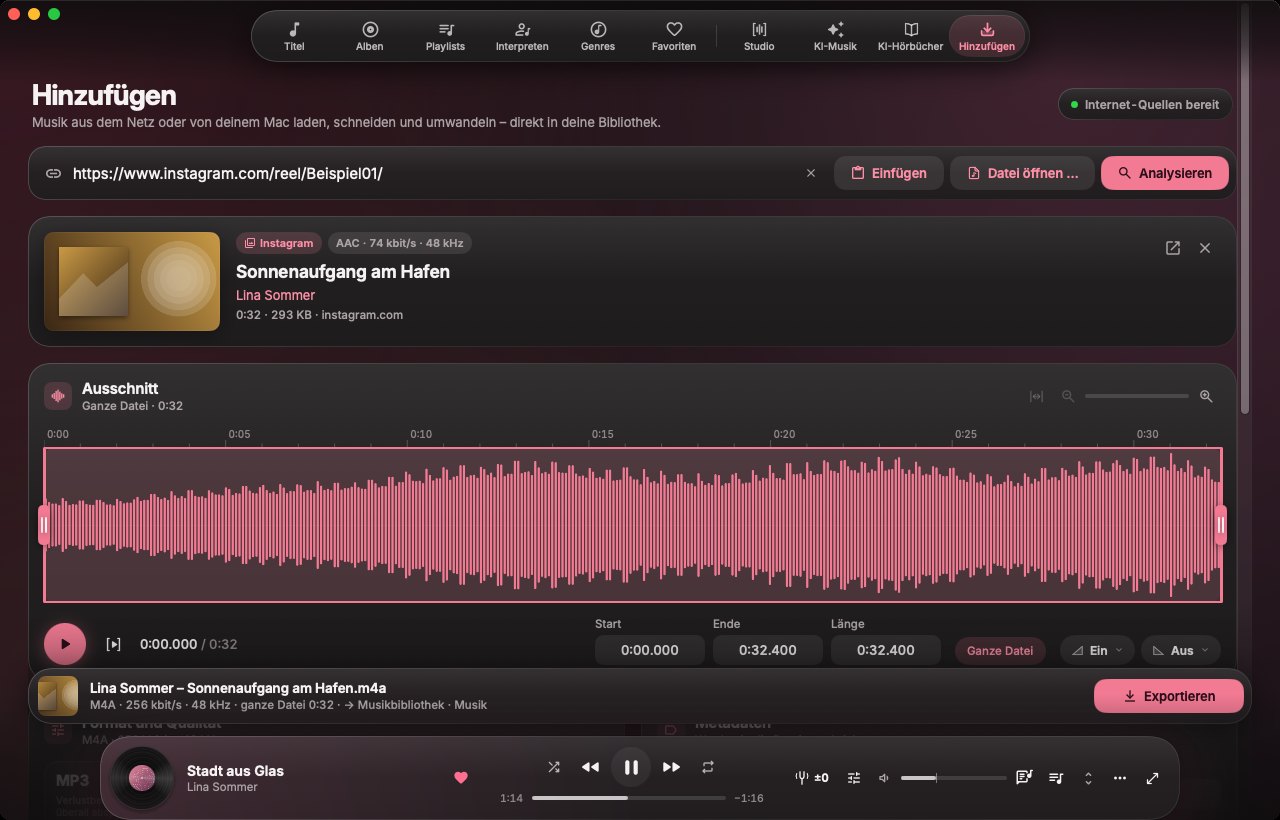 Titel
Alben
Playlists
Interpreten
Genres
Favoriten
Studio
KI-Musik
KI-Hörbücher
Hinzufügen
Hinzufügen
Musik aus dem Netz oder von deinem Mac laden, schneiden und umwandeln – direkt in deine Bibliothek.
Internet-Quellen bereit
https://www.instagram.com/reel/Beispiel01/
Einfügen
Datei öffnen ...
Analysieren
Instagram
AAC · 74 kbit/s · 48 kHz
Sonnenaufgang am Hafen
Lina Sommer
0:32 · 293 KB · instagram.com
Ausschnitt
Ganze Datei · 0:32
0:00
0:05
0:10
0:15
0:20
0:25
0:30
0:00.000 / 0:32
Start
0:00.000
Ende
0:32.400
Länge
0:32.400
Ganze Datei
Ein
Aus
Lina Sommer – Sonnenaufgang am Hafen.m4a
M4A · 256 kbit/s · 48 kHz · ganze Datei 0:32 · → Musikbibliothek · Musik
Exportieren
Format und Qualität
M4A
Metadaten
MP3
Stadt aus Glas
Lina Sommer
1:14
−1:16
±0